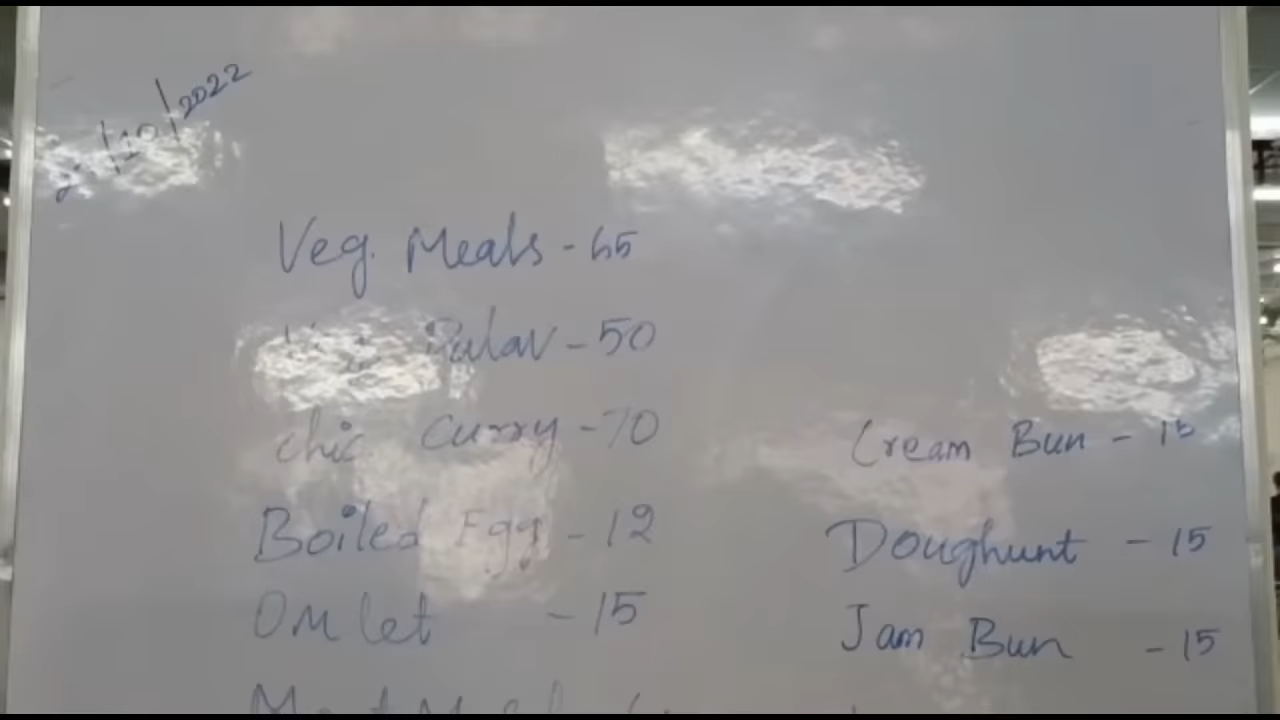 /10/2022
Veg. Meals - 65
Pulav - 50
Chic Curry - 70
Boiled Egg - 12
Omlet - 15
Cream Bun - 15
Doughunt - 15
Jam Bun - 15